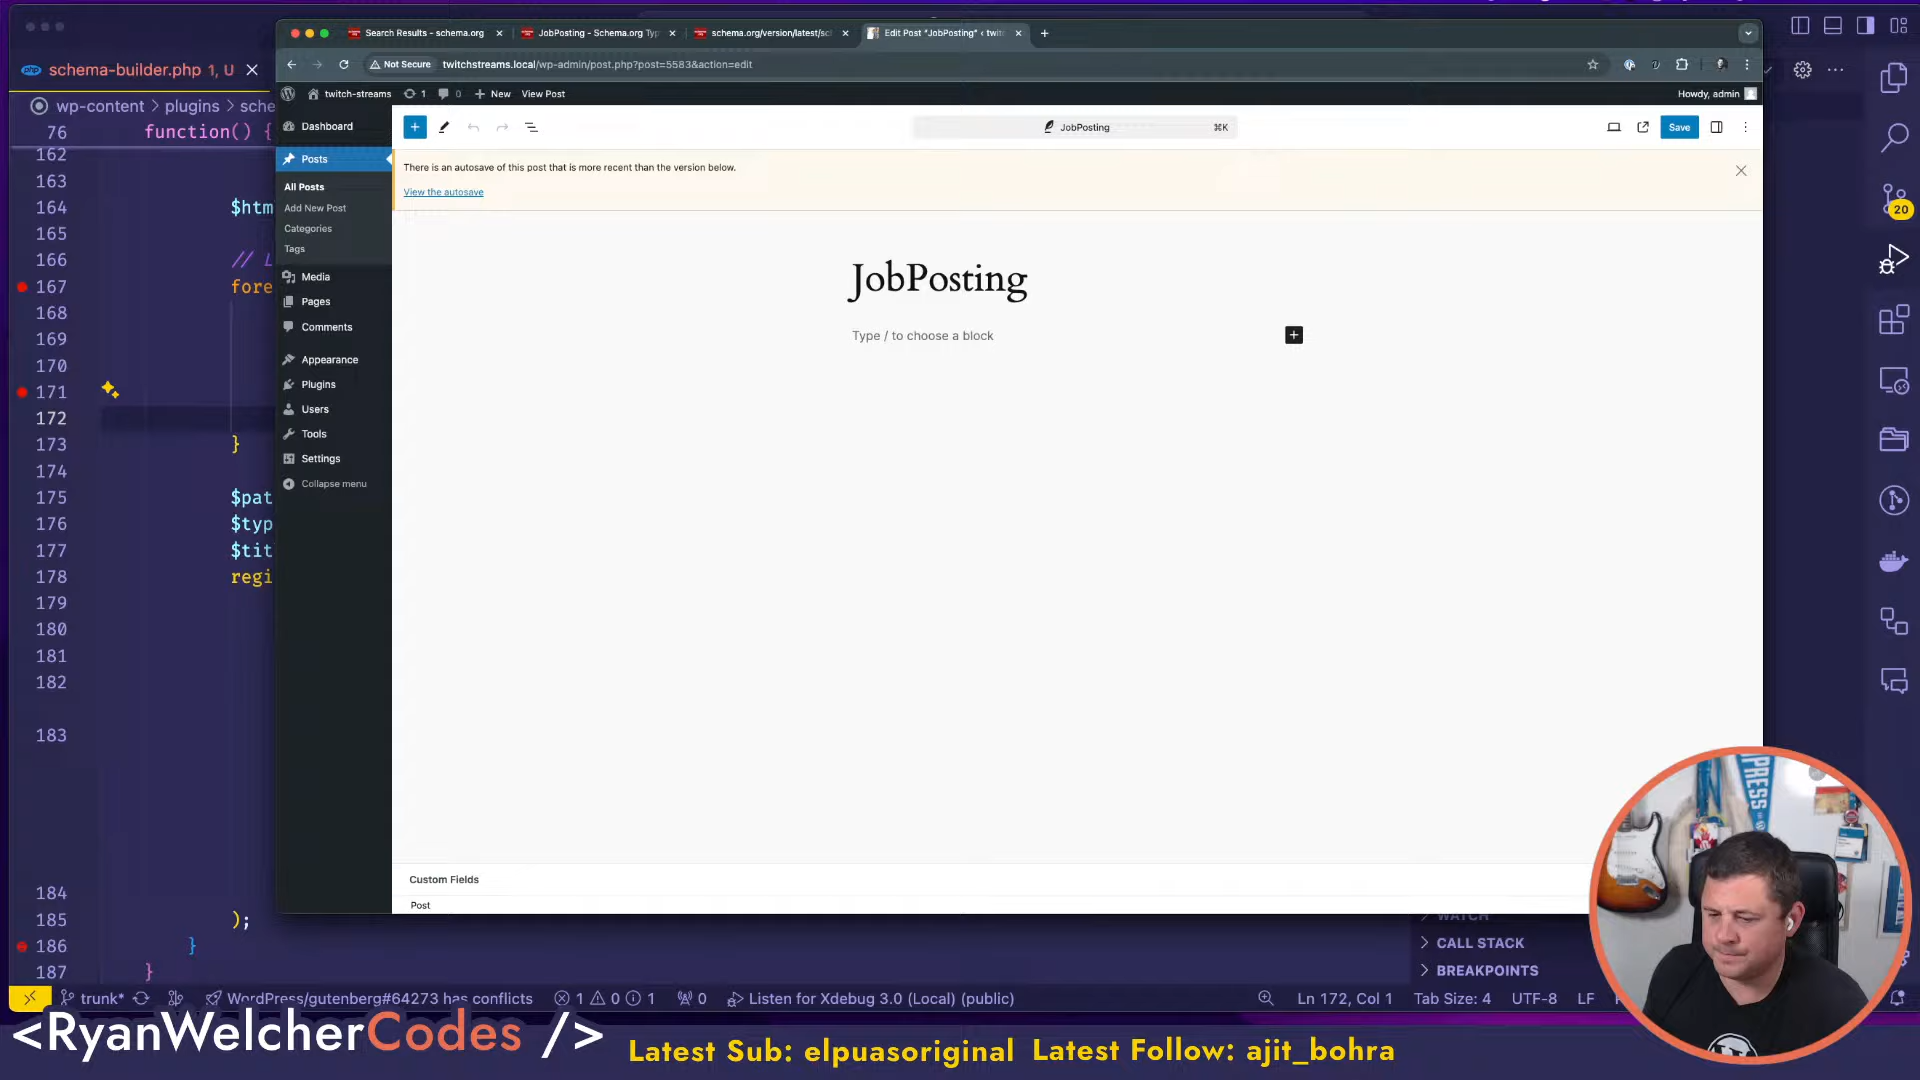 schema-builder.php 1, U
wp-content > plugins > sche
76 function() {
162
163
164 $htm
165
166 // L
167 fore
168
169
170
171
172
173 }
174
175 $pat
176 $typ
177 $tit
178 regi
179
180
181
182
183
184
185 );
186 }
187 }
Search Results - schema.org
JobPosting - Schema.org Typ
schema.org/version/latest/sc
Edit Post "JobPosting" ‹ twit
Not Secure twitchstreams.local/wp-admin/post.php?post=5583&action=edit
twitch-streams 1 0 New View Post
Howdy, admin
Dashboard
Posts
All Posts
Add New Post
Categories
Tags
Media
Pages
Comments
Appearance
Plugins
Users
Tools
Settings
Collapse menu
JobPosting ⌘K
Save
There is an autosave of this post that is more recent than the version below.
View the autosave
JobPosting
Type / to choose a block
Custom Fields
Post
20
WATCH
CALL STACK
BREAKPOINTS
trunk* WordPress/gutenberg#64273 has conflicts 1 0 1 0 Listen for Xdebug 3.0 (Local) (public) Ln 172, Col 1 Tab Size: 4 UTF-8 LF
<RyanWelcherCodes />
Latest Sub: elpuasoriginal Latest Follow: ajit_bohra